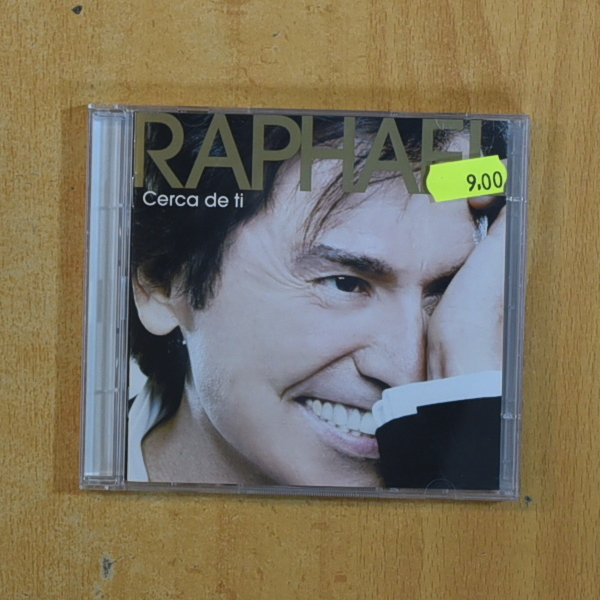 RAPHAEL
9,00
Cerca de ti